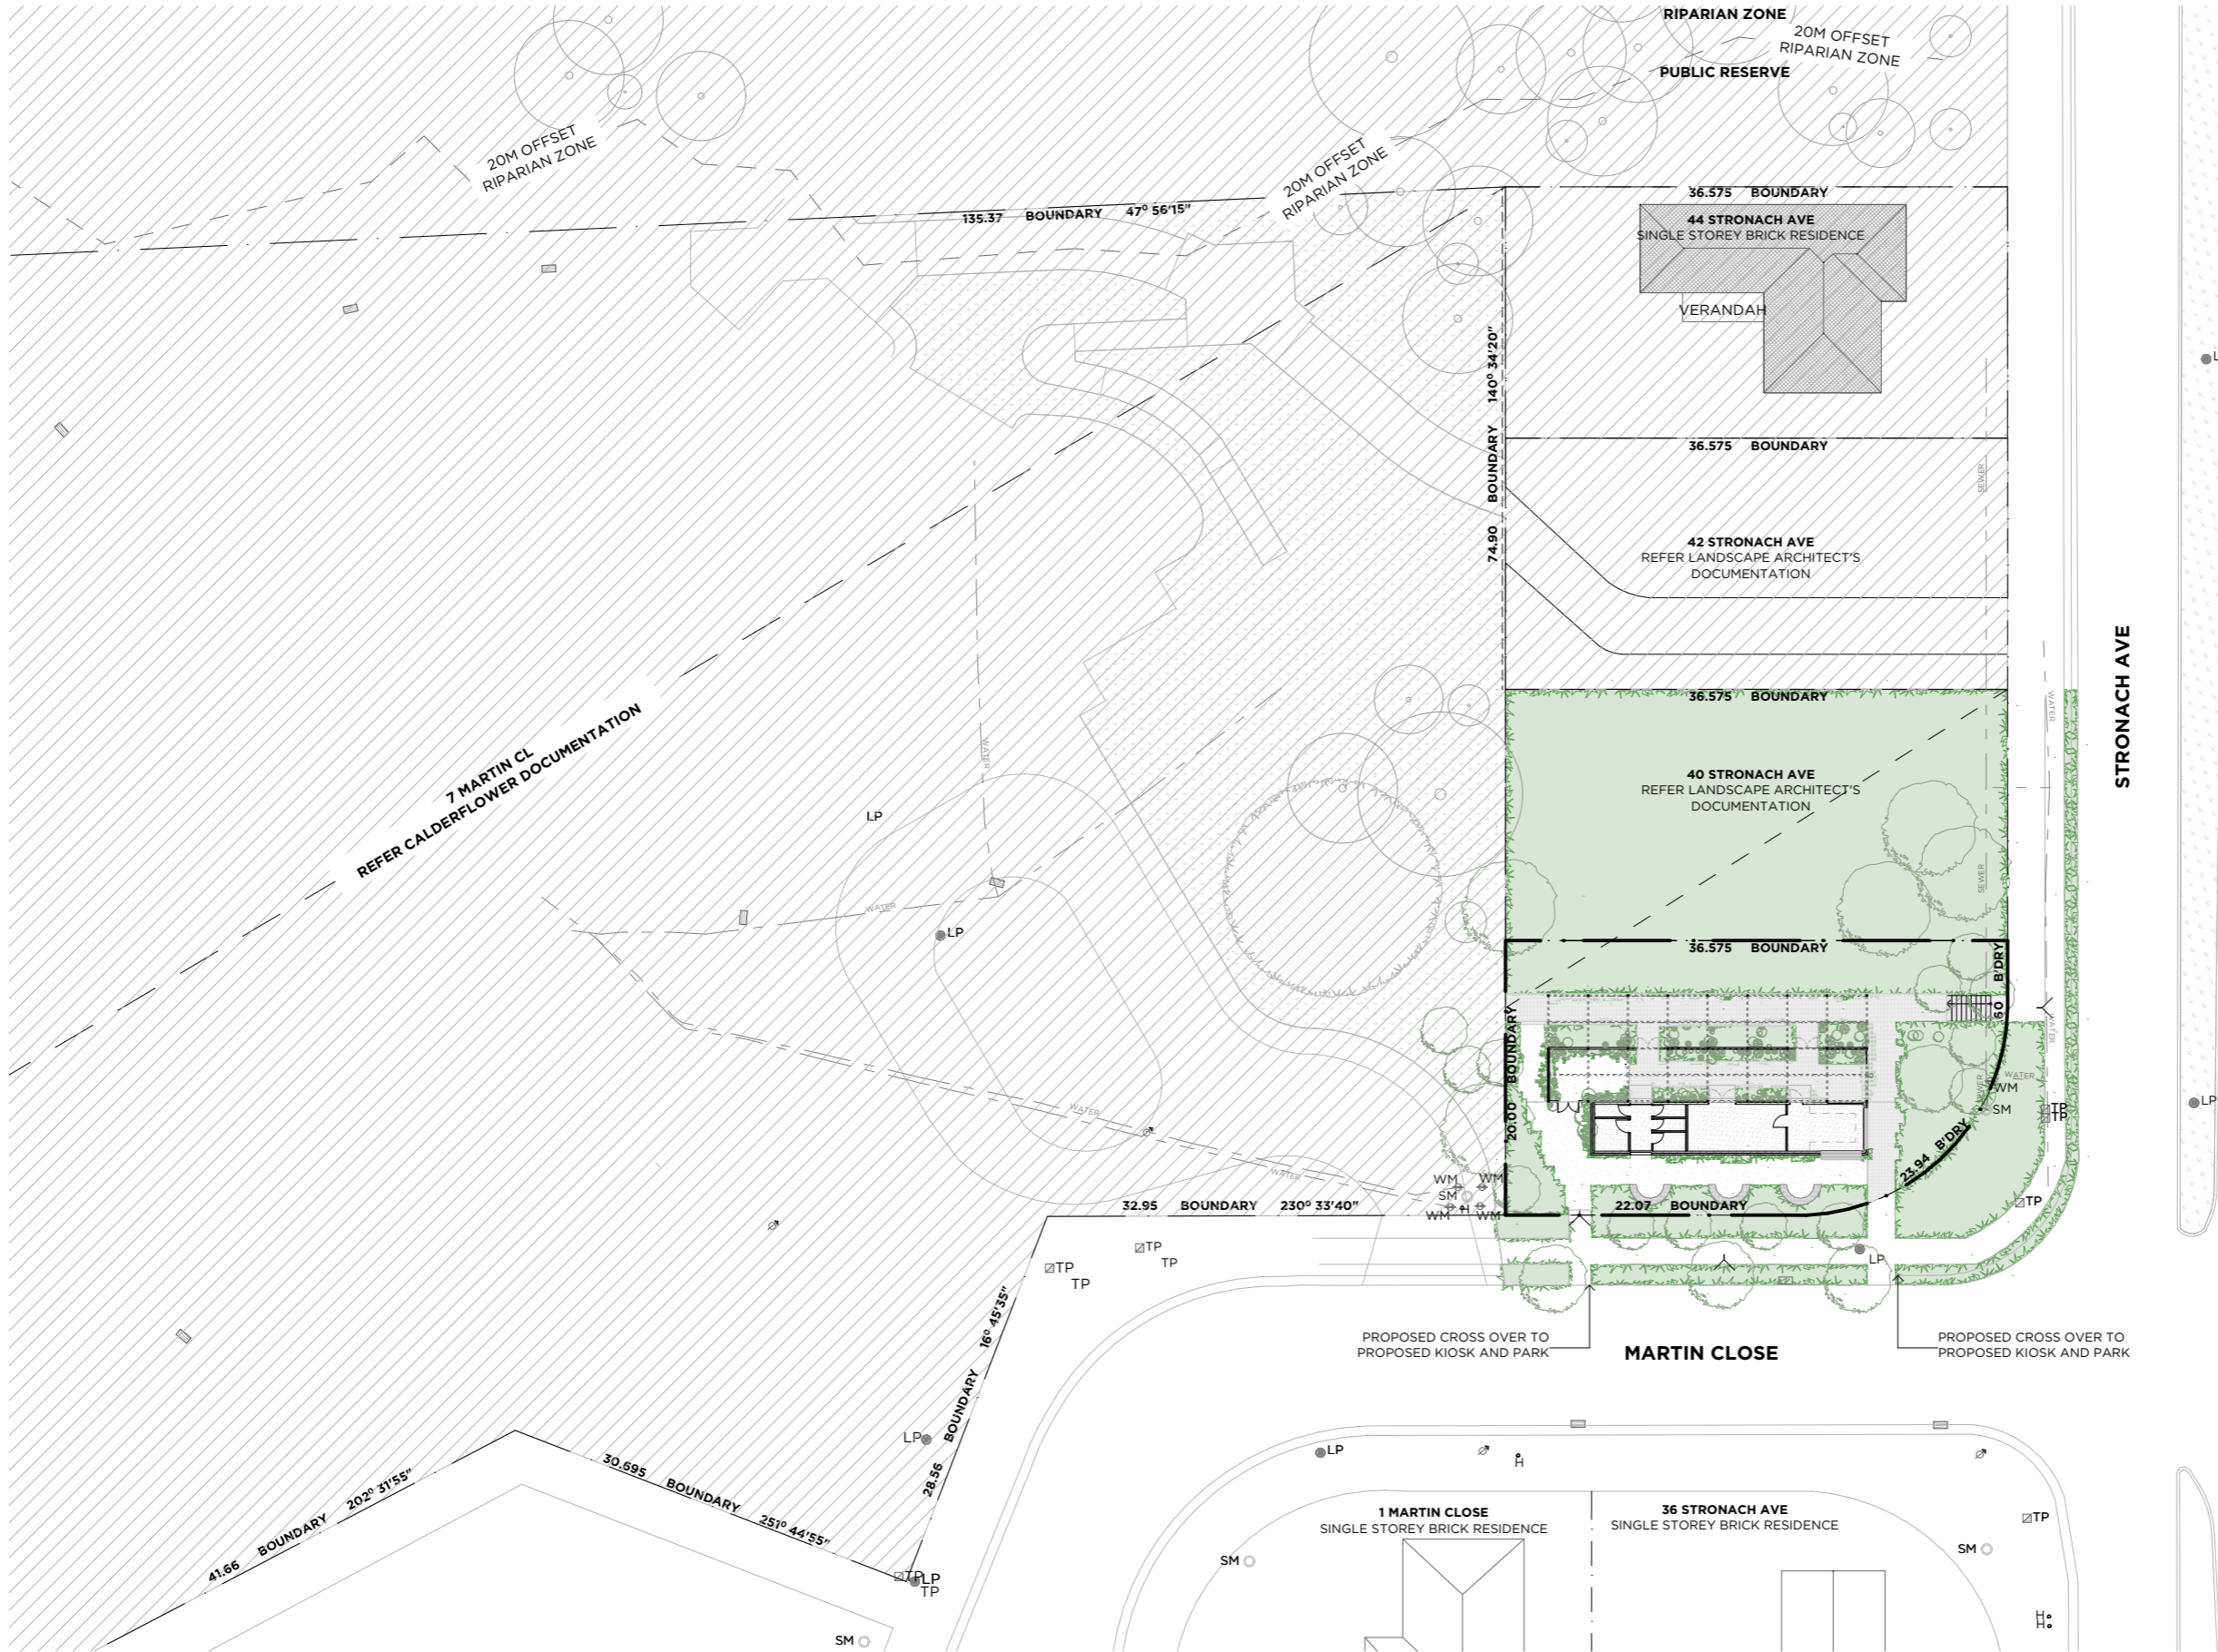 RIPARIAN ZONE
20M OFFSET
RIPARIAN ZONE
PUBLIC RESERVE
20M OFFSET
RIPARIAN ZONE
20M OFFSET
RIPARIAN ZONE
135.37 BOUNDARY 47⁰ 56'15"
36.575 BOUNDARY
44 STRONACH AVE
SINGLE STOREY BRICK RESIDENCE
VERANDAH
74.90 BOUNDARY 140⁰ 34'20"
36.575 BOUNDARY
SEWER
42 STRONACH AVE
REFER LANDSCAPE ARCHITECT'S
DOCUMENTATION
STRONACH AVE
36.575 BOUNDARY
WATER
WATER
7 MARTIN CL
REFER CALDERFLOWER DOCUMENTATION
40 STRONACH AVE
REFER LANDSCAPE ARCHITECT'S
DOCUMENTATION
LP
SEWER
WATER
LP
36.575 BOUNDARY
B'DRY
.60
20.00 BOUNDARY
WATER
WATER
SEWER
WM
SM
LP
TP
TP
WATER
23.94 B'DRY
WATER
WM
WM
SM
H
WM
WM
32.95 BOUNDARY 230⁰ 33'40"
22.07 BOUNDARY
TP
TP
TP
TP
TP
LP
28.56 BOUNDARY 16⁰ 45'35"
PROPOSED CROSS OVER TO
PROPOSED KIOSK AND PARK
MARTIN CLOSE
PROPOSED CROSS OVER TO
PROPOSED KIOSK AND PARK
LP
LP
H
41.66 BOUNDARY 202⁰ 31'55"
30.695 BOUNDARY 251⁰ 44'55"
1 MARTIN CLOSE
SINGLE STOREY BRICK RESIDENCE
36 STRONACH AVE
SINGLE STOREY BRICK RESIDENCE
TP
SM
SM
TP
LP
TP
H
H
SM